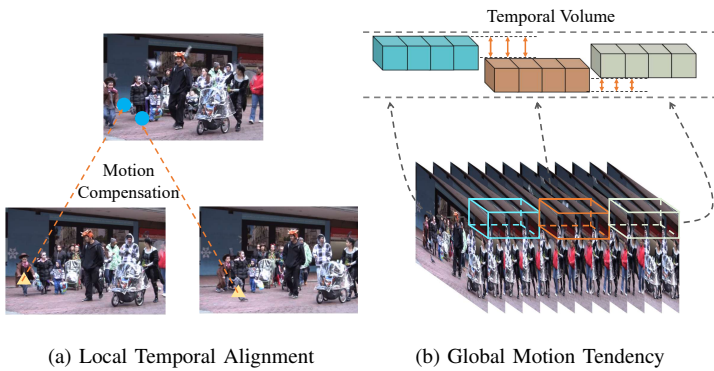 Temporal Volume
Motion
Compensation
(a) Local Temporal Alignment
(b) Global Motion Tendency